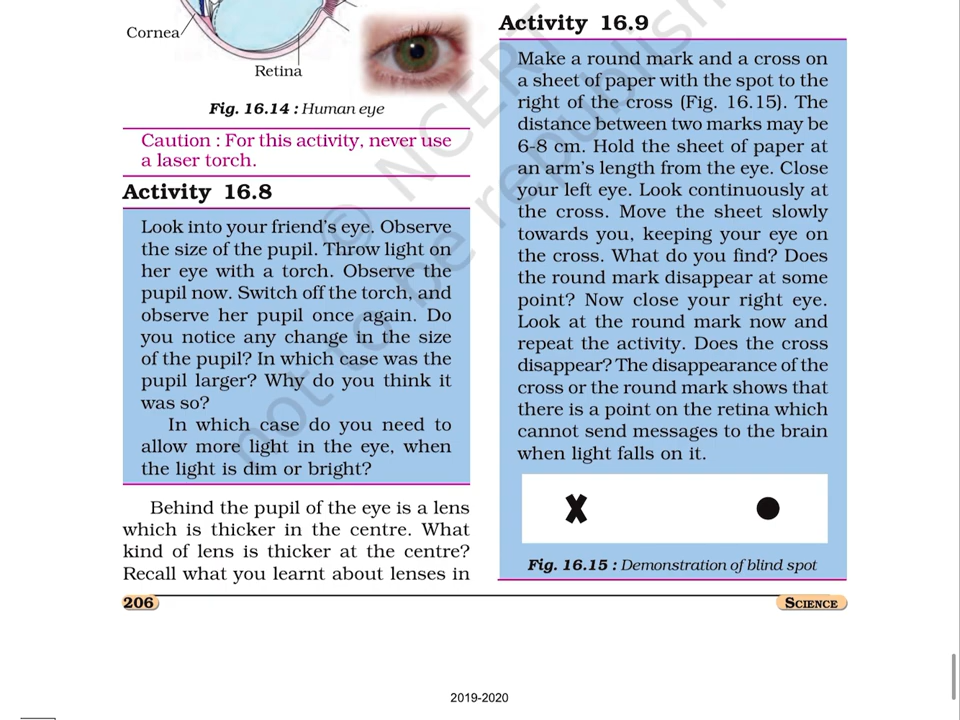 Cornea
Retina
Fig. 16.14 : Human eye
Caution : For this activity, never use
a laser torch.
Activity 16.8
Look into your friend's eye. Observe
the size of the pupil. Throw light on
her eye with a torch. Observe the
pupil now. Switch off the torch, and
observe her pupil once again. Do
you notice any change in the size
of the pupil? In which case was the
pupil larger? Why do you think it
was so?
In which case do you need to
allow more light in the eye, when
the light is dim or bright?
Behind the pupil of the eye is a lens
which is thicker in the centre. What
kind of lens is thicker at the centre?
Recall what you learnt about lenses in
Activity 16.9
Make a round mark and a cross on
a sheet of paper with the spot to the
right of the cross (Fig. 16.15). The
distance between two marks may be
6-8 cm. Hold the sheet of paper at
an arm's length from the eye. Close
your left eye. Look continuously at
the cross. Move the sheet slowly
towards you, keeping your eye on
the cross. What do you find? Does
the round mark disappear at some
point? Now close your right eye.
Look at the round mark now and
repeat the activity. Does the cross
disappear? The disappearance of the
cross or the round mark shows that
there is a point on the retina which
cannot send messages to the brain
when light falls on it.
Fig. 16.15 : Demonstration of blind spot
206
SCIENCE
2019-2020
© NCERT
not to be republish